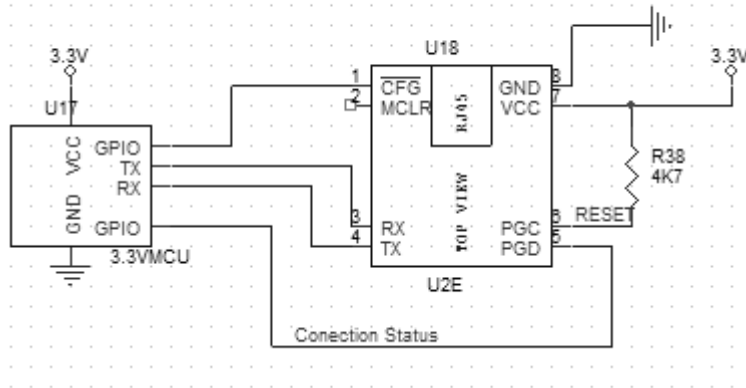 3.3V
U17
VCC
GND
GPIO
TX
RX
GPIO
3.3VMCU
U18
1
CFG
2
MCLR
RJ45
TOP VIEW
3
RX
4
TX
8
GND
7
VCC
6
PGC
5
PGD
U2E
RESET
R38
4K7
3.3V
Conection Status